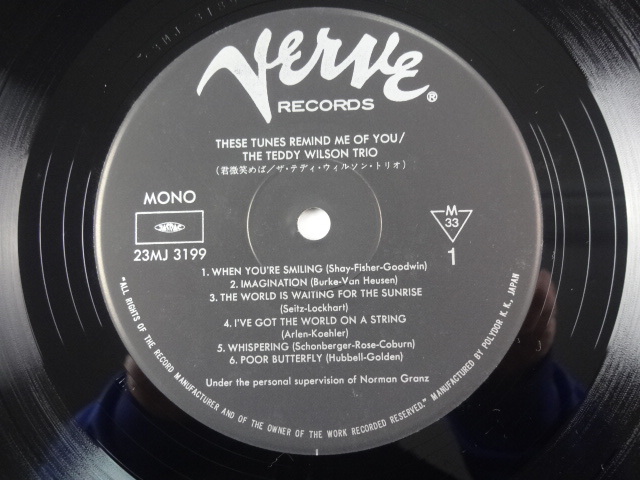 23MJ 3199
VERVE ®
RECORDS
THESE TUNES REMIND ME OF YOU/
THE TEDDY WILSON TRIO
(君微笑めば/ザ・テディ・ウィルソン・トリオ)
MONO
M
33
23MJ 3199
1
1. WHEN YOU'RE SMILING (Shay-Fisher-Goodwin)
2. IMAGINATION (Burke-Van Heusen)
3. THE WORLD IS WAITING FOR THE SUNRISE
(Seitz-Lockhart)
4. I'VE GOT THE WORLD ON A STRING
(Arlen-Koehler)
5. WHISPERING (Schonberger-Rose-Coburn)
6. POOR BUTTERFLY (Hubbell-Golden)
Under the personal supervision of Norman Granz
"ALL RIGHTS OF THE RECORD MANUFACTURER AND OF THE OWNER OF THE WORK RECORDED RESERVED." MANUFACTURED BY POLYDOR K. K., JAPAN